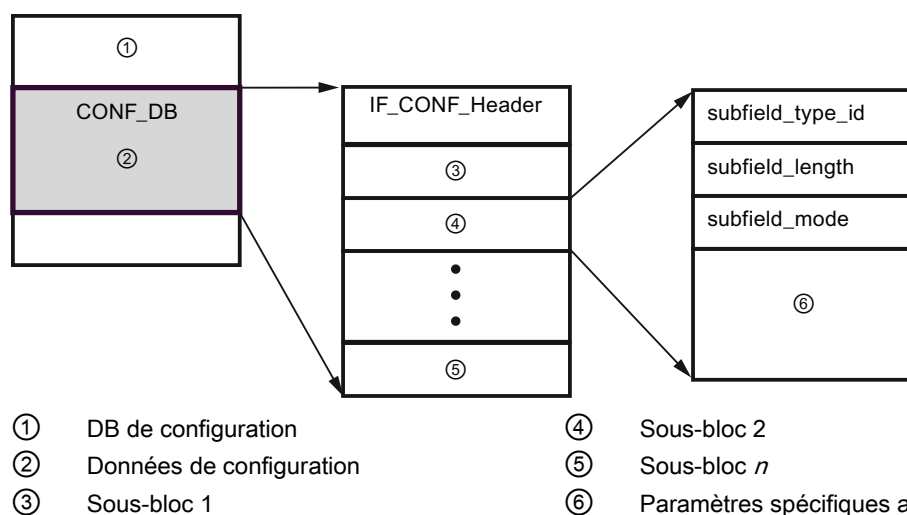 ①
CONF_DB
②
IF_CONF_Header
③
④
⑤
subfield_type_id
subfield_length
subfield_mode
⑥
① DB de configuration
② Données de configuration
③ Sous-bloc 1
④ Sous-bloc 2
⑤ Sous-bloc n
⑥ Paramètres spécifiques